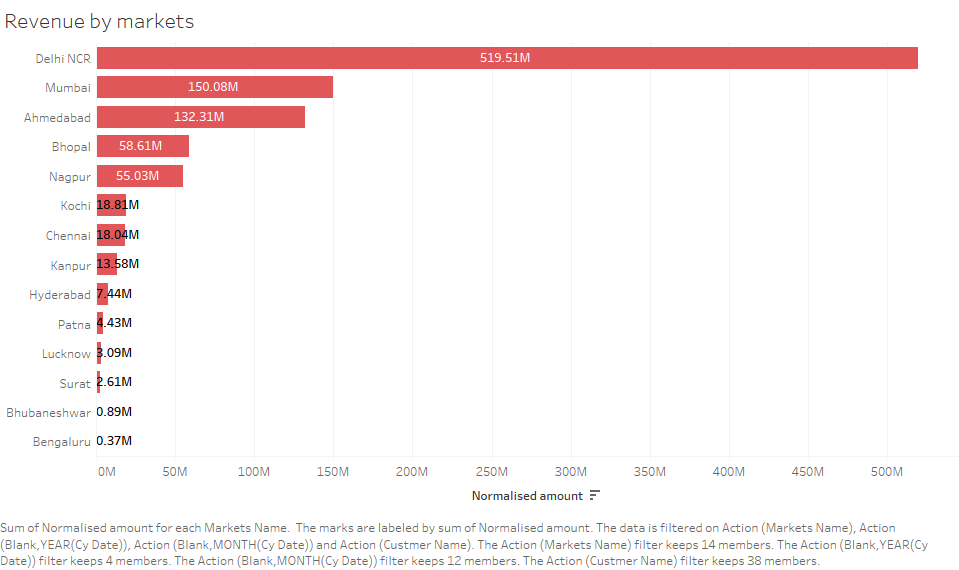 Revenue by markets
Delhi NCR 519.51M
Mumbai 150.08M
Ahmedabad 132.31M
Bhopal 58.61M
Nagpur 55.03M
Kochi 18.81M
Chennai 18.04M
Kanpur 13.58M
Hyderabad 7.44M
Patna 4.43M
Lucknow 3.09M
Surat 2.61M
Bhubaneshwar 0.89M
Bengaluru 0.37M
0M 50M 100M 150M 200M 250M 300M 350M 400M 450M 500M
Normalised amount
Sum of Normalised amount for each Markets Name.  The marks are labeled by sum of Normalised amount. The data is filtered on Action (Markets Name), Action
(Blank,YEAR(Cy Date)), Action (Blank,MONTH(Cy Date)) and Action (Custmer Name). The Action (Markets Name) filter keeps 14 members. The Action (Blank,YEAR(Cy
Date)) filter keeps 4 members. The Action (Blank,MONTH(Cy Date)) filter keeps 12 members. The Action (Custmer Name) filter keeps 38 members.